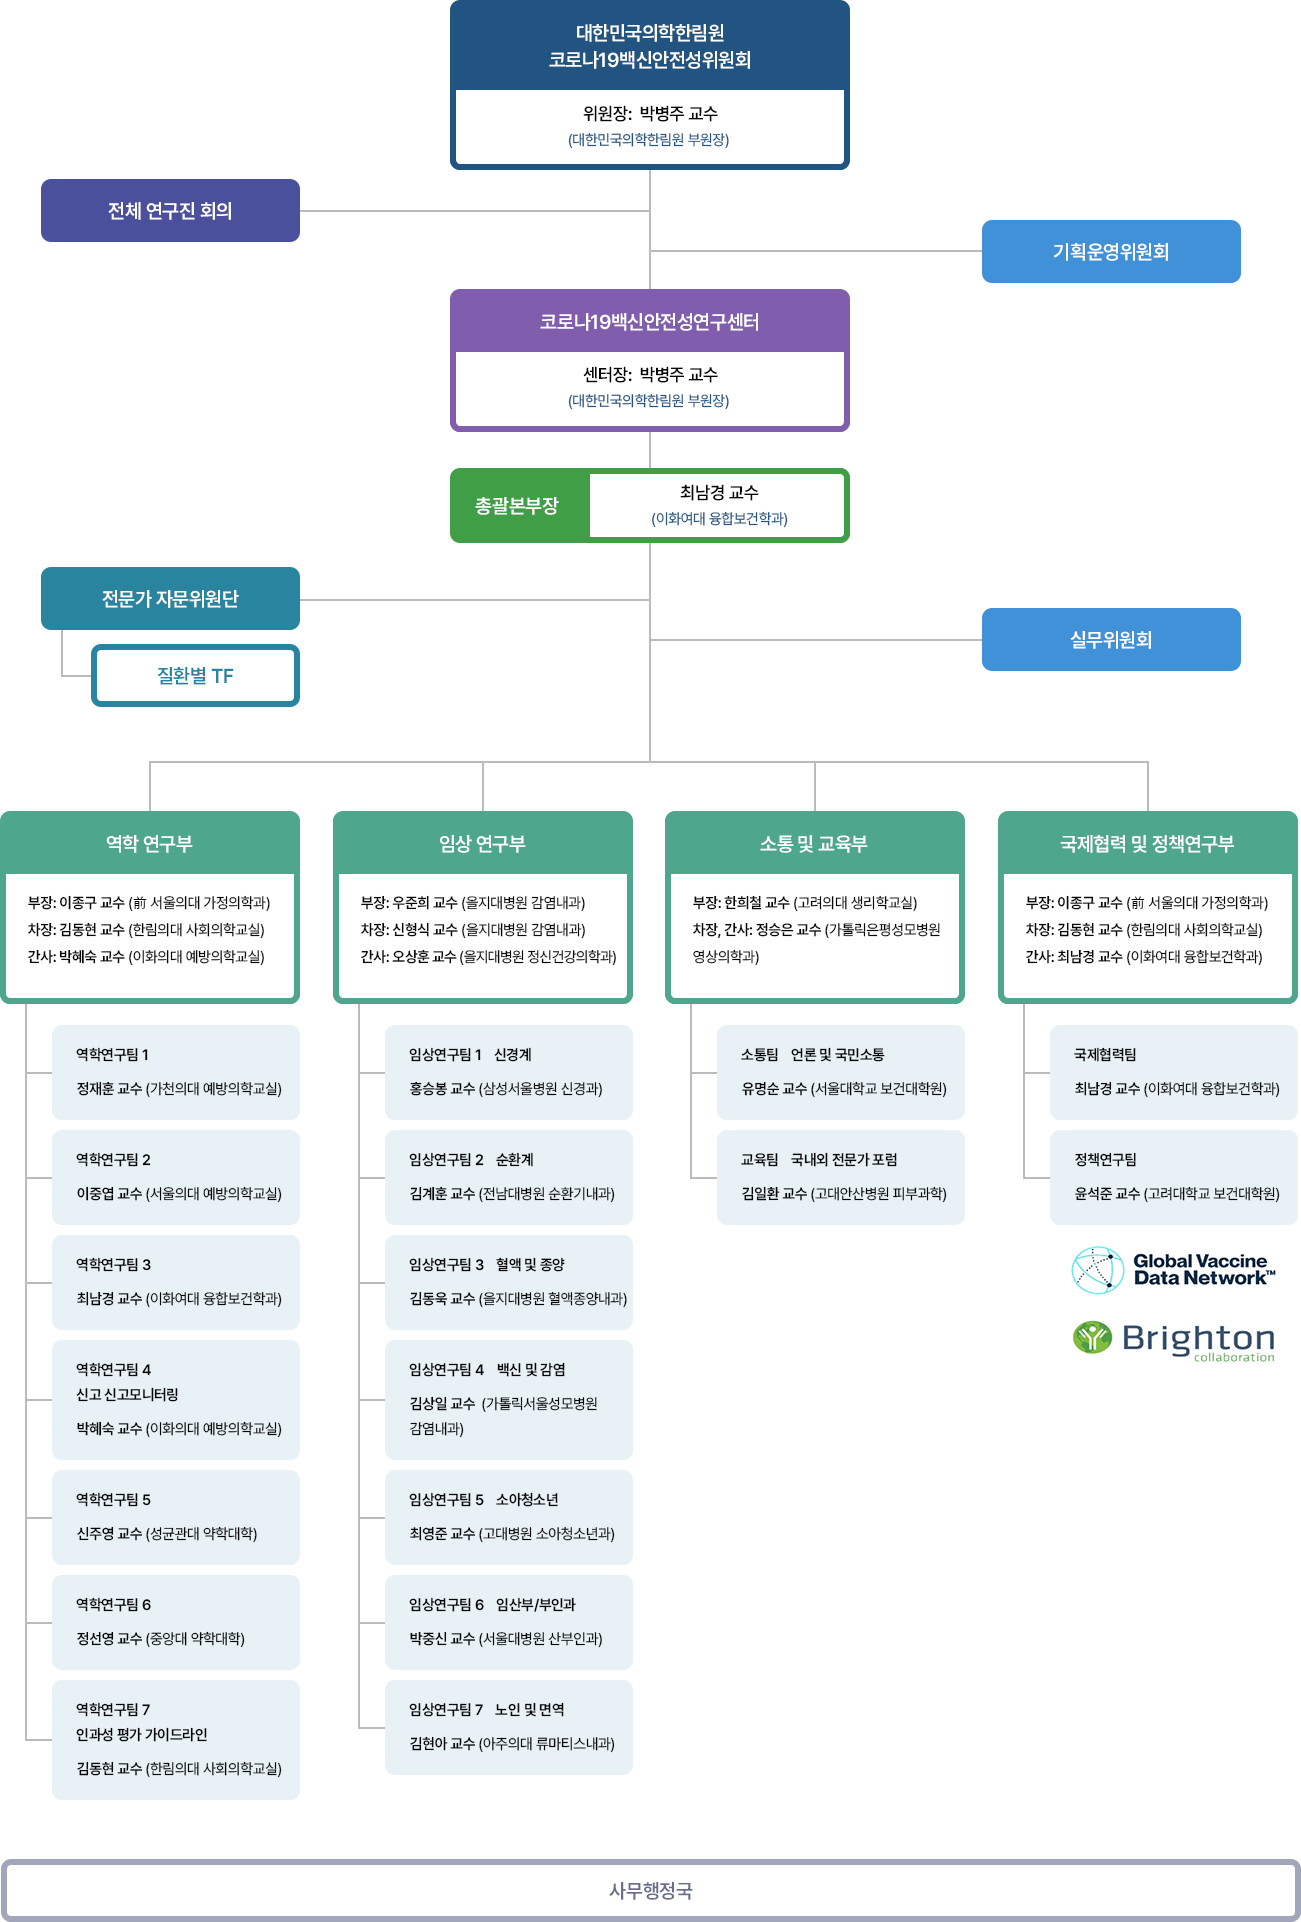 대한민국의학한림원
코로나19백신안전성위원회
위원장: 박병주 교수
(대한민국의학한림원 부원장)
전체 연구진 회의
기획운영위원회
코로나19백신안전성연구센터
센터장: 박병주 교수
(대한민국의학한림원 부원장)
총괄본부장
최남경 교수
(이화여대 융합보건학과)
전문가 자문위원단
실무위원회
질환별 TF
역학 연구부
부장: 이종구 교수 (前 서울의대 가정의학과)
차장: 김동현 교수 (한림의대 사회의학교실)
간사: 박혜숙 교수 (이화의대 예방의학교실)
역학연구팀 1
정재훈 교수 (가천의대 예방의학교실)
역학연구팀 2
이중엽 교수 (서울의대 예방의학교실)
역학연구팀 3
최남경 교수 (이화여대 융합보건학과)
역학연구팀 4
신고 신고모니터링
박혜숙 교수 (이화의대 예방의학교실)
역학연구팀 5
신주영 교수 (성균관대 약학대학)
역학연구팀 6
정선영 교수 (중앙대 약학대학)
역학연구팀 7
인과성 평가 가이드라인
김동현 교수 (한림의대 사회의학교실)
임상 연구부
부장: 우준희 교수 (을지대병원 감염내과)
차장: 신형식 교수 (을지대병원 감염내과)
간사: 오상훈 교수 (을지대병원 정신건강의학과)
임상연구팀 1 신경계
홍승봉 교수 (삼성서울병원 신경과)
임상연구팀 2 순환계
김계훈 교수 (전남대병원 순환기내과)
임상연구팀 3 혈액 및 종양
김동욱 교수 (을지대병원 혈액종양내과)
임상연구팀 4 백신 및 감염
김상일 교수 (가톨릭서울성모병원
감염내과)
임상연구팀 5 소아청소년
최영준 교수 (고대병원 소아청소년과)
임상연구팀 6 임산부/부인과
박중신 교수 (서울대병원 산부인과)
임상연구팀 7 노인 및 면역
김현아 교수 (아주의대 류마티스내과)
소통 및 교육부
부장: 한희철 교수 (고려의대 생리학교실)
차장, 간사: 정승은 교수 (가톨릭은평성모병원
영상의학과)
소통팀 언론 및 국민소통
유명순 교수 (서울대학교 보건대학원)
교육팀 국내외 전문가 포럼
김일환 교수 (고대안산병원 피부과학)
국제협력 및 정책연구부
부장: 이종구 교수 (前 서울의대 가정의학과)
차장: 김동현 교수 (한림의대 사회의학교실)
간사: 최남경 교수 (이화여대 융합보건학과)
국제협력팀
최남경 교수 (이화여대 융합보건학과)
정책연구팀
윤석준 교수 (고려대학교 보건대학원)
Global Vaccine
Data Network™
Brighton
collaboration
사무행정국